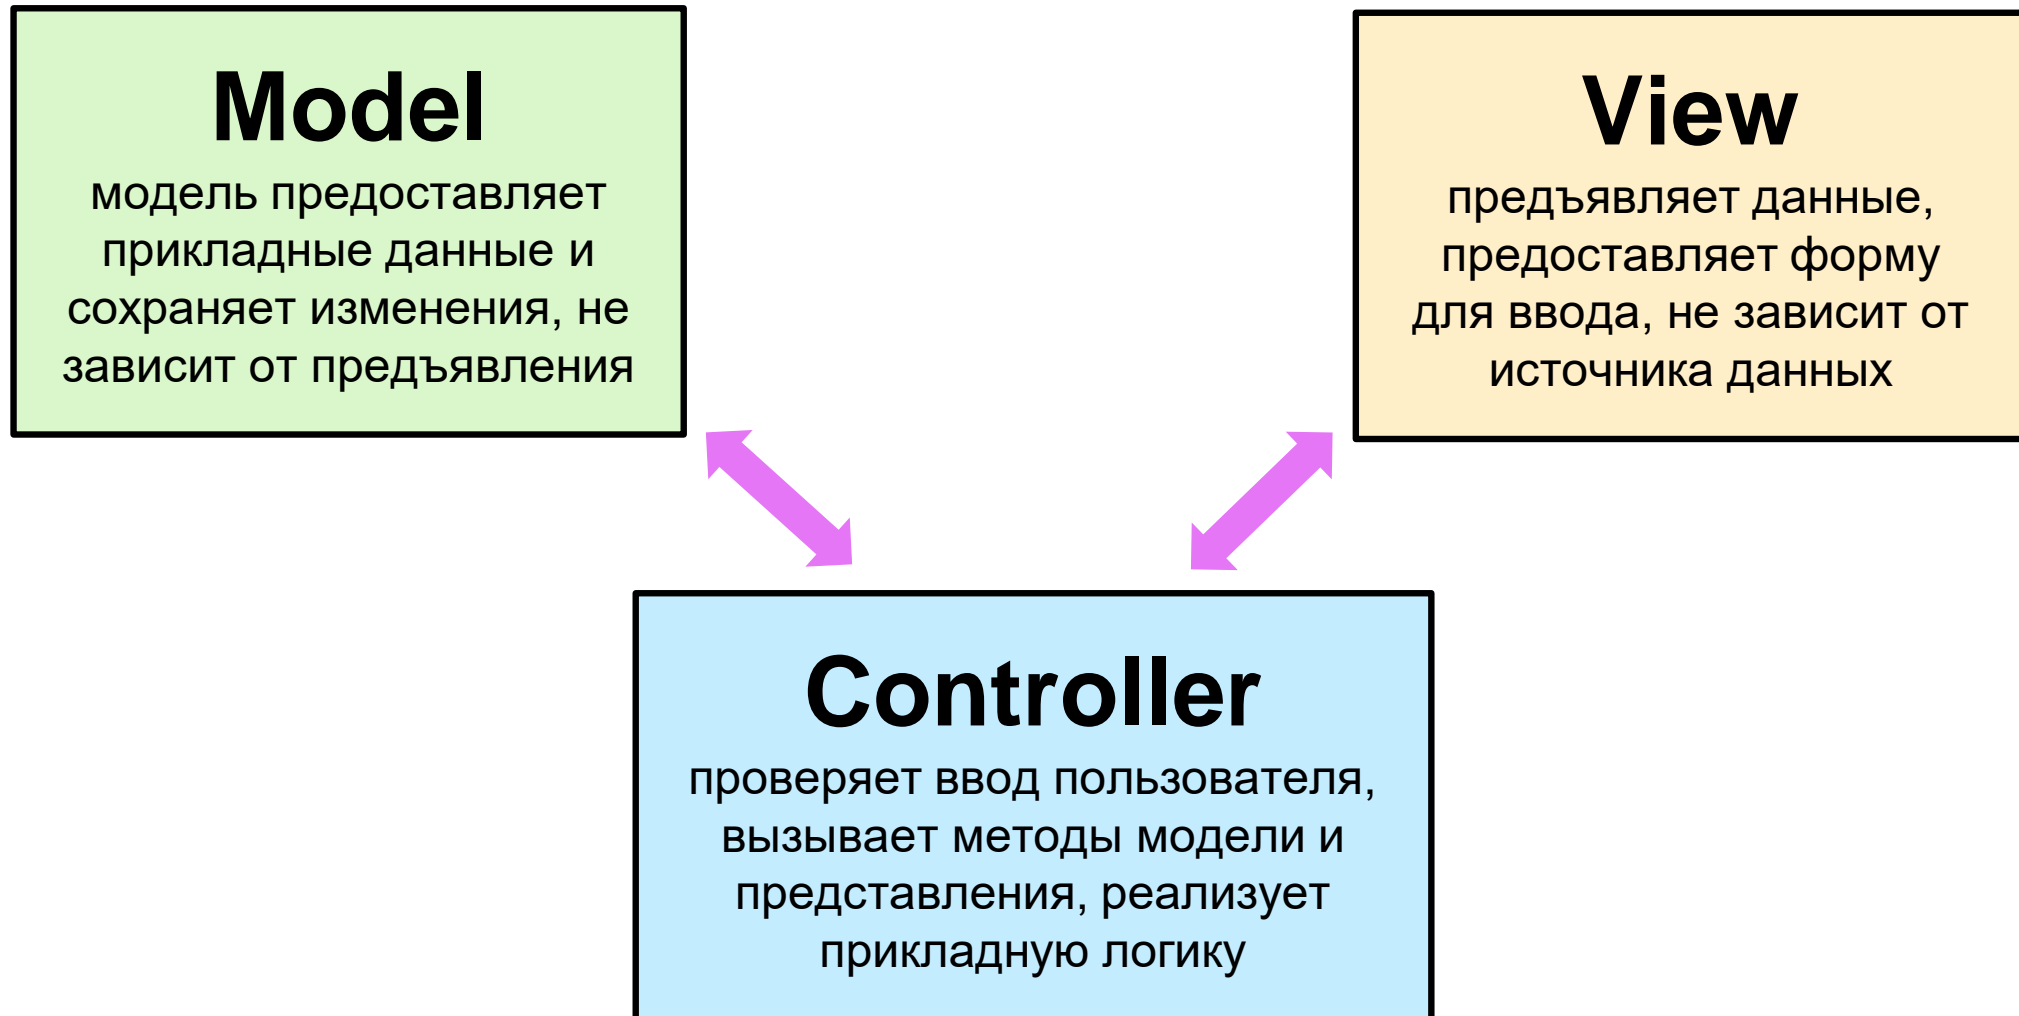 Model
модель предоставляет
прикладные данные и
сохраняет изменения, не
зависит от предъявления
View
предъявляет данные,
предоставляет форму
для ввода, не зависит от
источника данных
Controller
проверяет ввод пользователя,
вызывает методы модели и
представления, реализует
прикладную логику